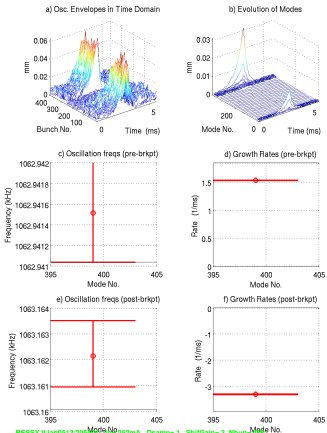 a) Osc. Envelopes in Time Domain
mm
0.06
0.04
0.02
0
400
300
200
100
0
Bunch No.
0
5
Time (ms)
b) Evolution of Modes
mm
0.03
0.02
0.01
0
200
0
Mode No.
0
5
Time (ms)
c) Oscillation freqs (pre-brkpt)
Frequency (kHz)
1062.942
1062.9418
1062.9416
1062.9414
1062.9412
1062.941
395
400
405
Mode No.
d) Growth Rates (pre-brkpt)
Rate (1/ms)
1.5
1
0.5
0
395
400
405
Mode No.
e) Oscillation freqs (post-brkpt)
Frequency (kHz)
1063.164
1063.163
1063.162
1063.161
1063.16
395
400
405
Mode No.
f) Growth Rates (post-brkpt)
Rate (1/ms)
0
-1
-2
-3
-4
395
400
405
Mode No.